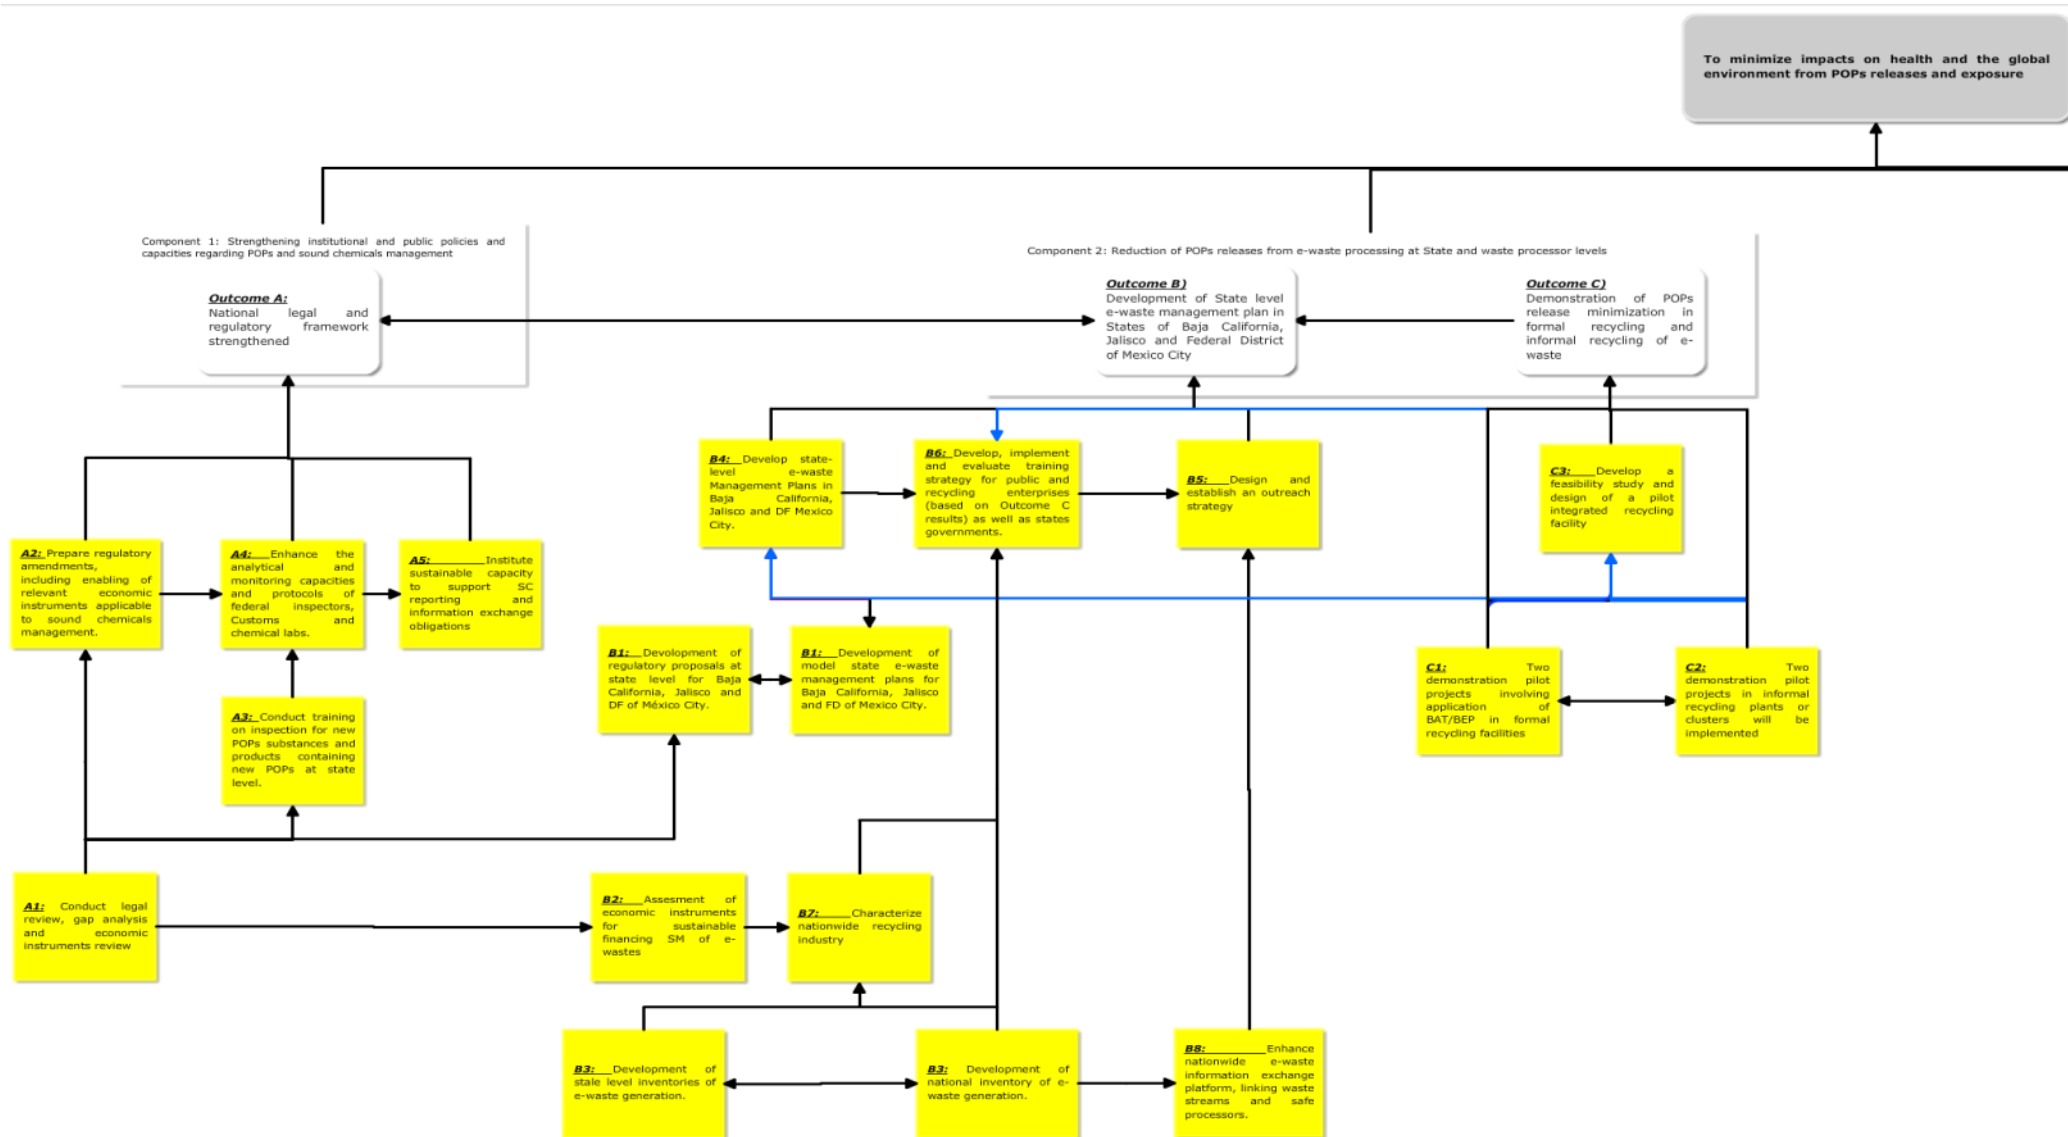 To minimize impacts on health and the global
environment from POPs releases and exposure
Component 1: Strengthening institutional and public policies and
capacities regarding POPs and sound chemicals management
Component 2: Reduction of POPs releases from e-waste processing at State and waste processor levels
Outcome A:
National legal and
regulatory framework
strengthened
Outcome B)
Development of State level
e-waste management plan in
States of Baja California,
Jalisco and Federal District
of Mexico City
Outcome C)
Demonstration of POPs
release minimization in
formal recycling and
informal recycling of e-
waste
B4: Develop state-
level e-waste
Management Plans in
Baja California,
Jalisco and DF Mexico
City.
B6: Develop, implement
and evaluate training
strategy for public and
recycling enterprises
(based on Outcome C
results) as well as states
governments.
B5: Design and
establish an outreach
strategy
C3: Develop a
feasibility study and
design of a pilot
integrated recycling
facility
A2: Prepare regulatory
amendments,
including enabling of
relevant economic
instruments applicable
to sound chemicals
management.
A4: Enhance the
analytical and
monitoring capacities
and protocols of
federal inspectors,
Customs and
chemical labs.
A5: Institute
sustainable capacity
to support SC
reporting and
information exchange
obligations
B1: Development of
regulatory proposals at
state level for Baja
California, Jalisco and
DF of México City.
B1: Development of
model state e-waste
management plans for
Baja California, Jalisco
and FD of Mexico City.
C1: Two
demonstration pilot
projects involving
application of
BAT/BEP in formal
recycling facilities
C2: Two
demonstration pilot
projects in informal
recycling plants or
clusters will be
implemented
A3: Conduct training
on inspection for new
POPs substances and
products containing
new POPs at state
level.
A1: Conduct legal
review, gap analysis
and economic
instruments review
B2: Assesment of
economic instruments
for sustainable
financing SM of e-
wastes
B7: Characterize
nationwide recycling
industry
B3: Development of
stale level inventories of
e-waste generation.
B3: Development of
national inventory of e-
waste generation.
B8: Enhance
nationwide e-waste
information exchange
platform, linking waste
streams and safe
processors.